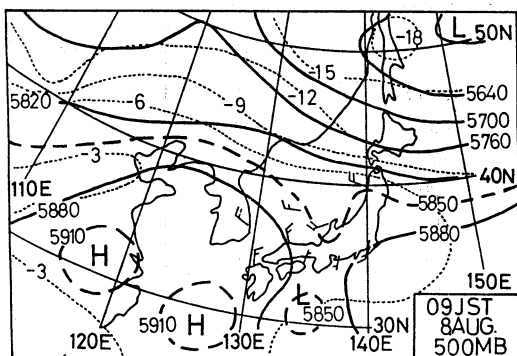 L 50N
-18
-15
5640
5820 -6 -9 -12 5700
5760
-3 40N
110E 5850
5880 5880
5910 H
-3 150E
5910 H L 5850 30N
120E 130E 140E
09JST
8AUG.
500MB